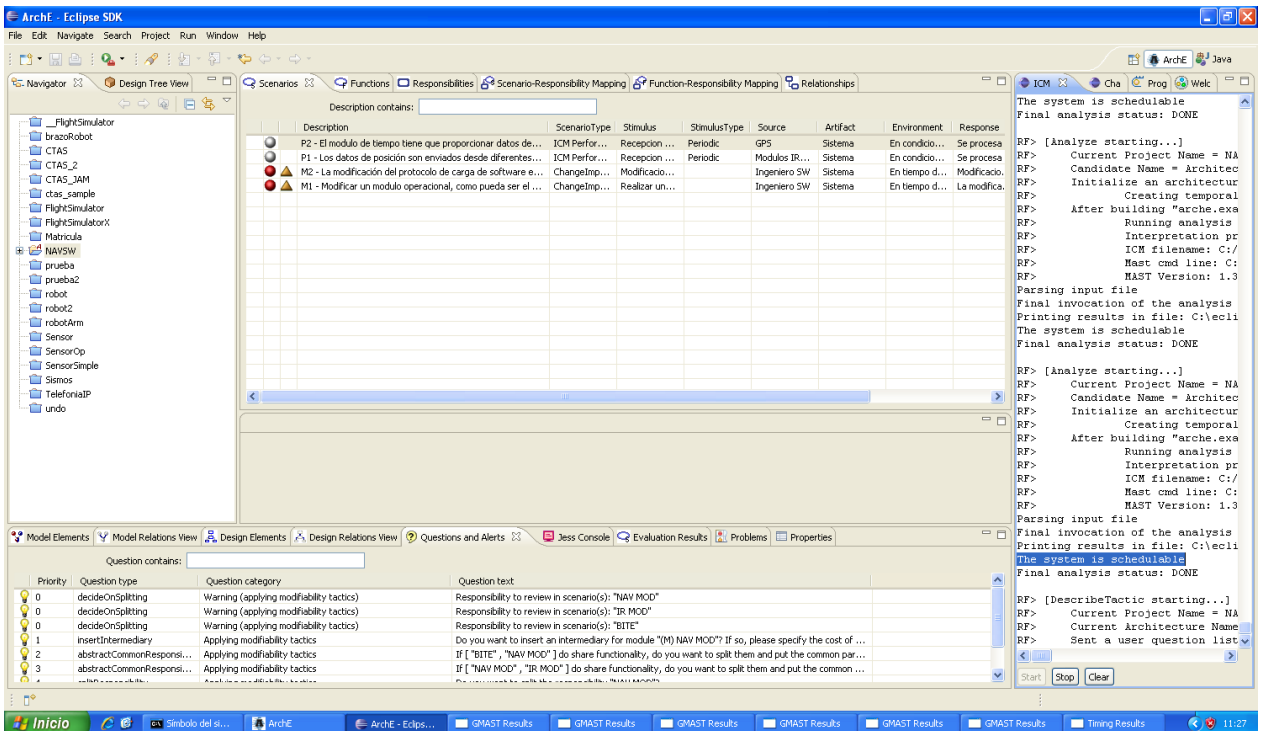 ArchE - Eclipse SDK
File Edit Navigate Search Project Run Window Help
ArchE Java
Navigator Design Tree View
__FlightSimulator
brazoRobot
CTAS
CTAS_2
CTAS_JAM
ctas_sample
FlightSimulator
FlightSimulatorX
Matricula
NAVSW
prueba
prueba2
robot
robot2
robotArm
Sensor
SensorOp
SensorSimple
Sismos
TelefoniaIP
undo
Scenarios Functions Responsibilities Scenario-Responsibility Mapping Function-Responsibility Mapping Relationships
Description contains:
Description ScenarioType Stimulus StimulusType Source Artifact Environment Response
P2 - El modulo de tiempo tiene que proporcionar datos de... ICM Perfor... Recepcion ... Periodic GPS Sistema En condicio... Se procesa
P1 - Los datos de posición son enviados desde diferentes... ICM Perfor... Recepcion ... Periodic Modulos IR... Sistema En condicio... Se procesa
M2 - La modificación del protocolo de carga de software e... ChangeImp... Modificacio... Ingeniero SW Sistema En tiempo d... Modificacio.
M1 - Modificar un modulo operacional, como pueda ser el ... ChangeImp... Realizar un... Ingeniero SW Sistema En tiempo d... La modifica.
Model Elements Model Relations View Design Elements Design Relations View Questions and Alerts Jess Console Evaluation Results Problems Properties
Question contains:
Priority Question type Question category Question text
0 decideOnSplitting Warning (applying modifiability tactics) Responsibility to review in scenario(s): "NAV MOD"
0 decideOnSplitting Warning (applying modifiability tactics) Responsibility to review in scenario(s): "IR MOD"
0 decideOnSplitting Warning (applying modifiability tactics) Responsibility to review in scenario(s): "BITE"
1 insertIntermediary Applying modifiability tactics Do you want to insert an intermediary for module "(M) NAV MOD"? If so, please specify the cost of ...
2 abstractCommonResponsi... Applying modifiability tactics If [ "BITE" , "NAV MOD" ] do share functionality, do you want to split them and put the common par...
3 abstractCommonResponsi... Applying modifiability tactics If [ "NAV MOD" , "IR MOD" ] do share functionality, do you want to split them and put the common ...
ICM Cha Prog Welc
The system is schedulable
Final analysis status: DONE
RF> [Analyze starting...]
RF> Current Project Name = NA
RF> Candidate Name = Architec
RF> Initialize an architectur
RF> Creating temporal
RF> After building "arche.exa
RF> Running analysis
RF> Interpretation pr
RF> ICM filename: C:/
RF> Mast cmd line: C:
RF> MAST Version: 1.3
Parsing input file
Final invocation of the analysis
Printing results in file: C:\ecli
The system is schedulable
Final analysis status: DONE
RF> [Analyze starting...]
RF> Current Project Name = NA
RF> Candidate Name = Architec
RF> Initialize an architectur
RF> Creating temporal
RF> After building "arche.exa
RF> Running analysis
RF> Interpretation pr
RF> ICM filename: C:/
RF> Mast cmd line: C:
RF> MAST Version: 1.3
Parsing input file
Final invocation of the analysis
Printing results in file: C:\ecli
The system is schedulable
Final analysis status: DONE
RF> [DescribeTactic starting...]
RF> Current Project Name = NA
RF> Current Architecture Name
RF> Sent a user question list
Start Stop Clear
Inicio Símbolo del si... ArchE ArchE - Eclips... GMAST Results GMAST Results GMAST Results GMAST Results GMAST Results GMAST Results Timing Results 11:27